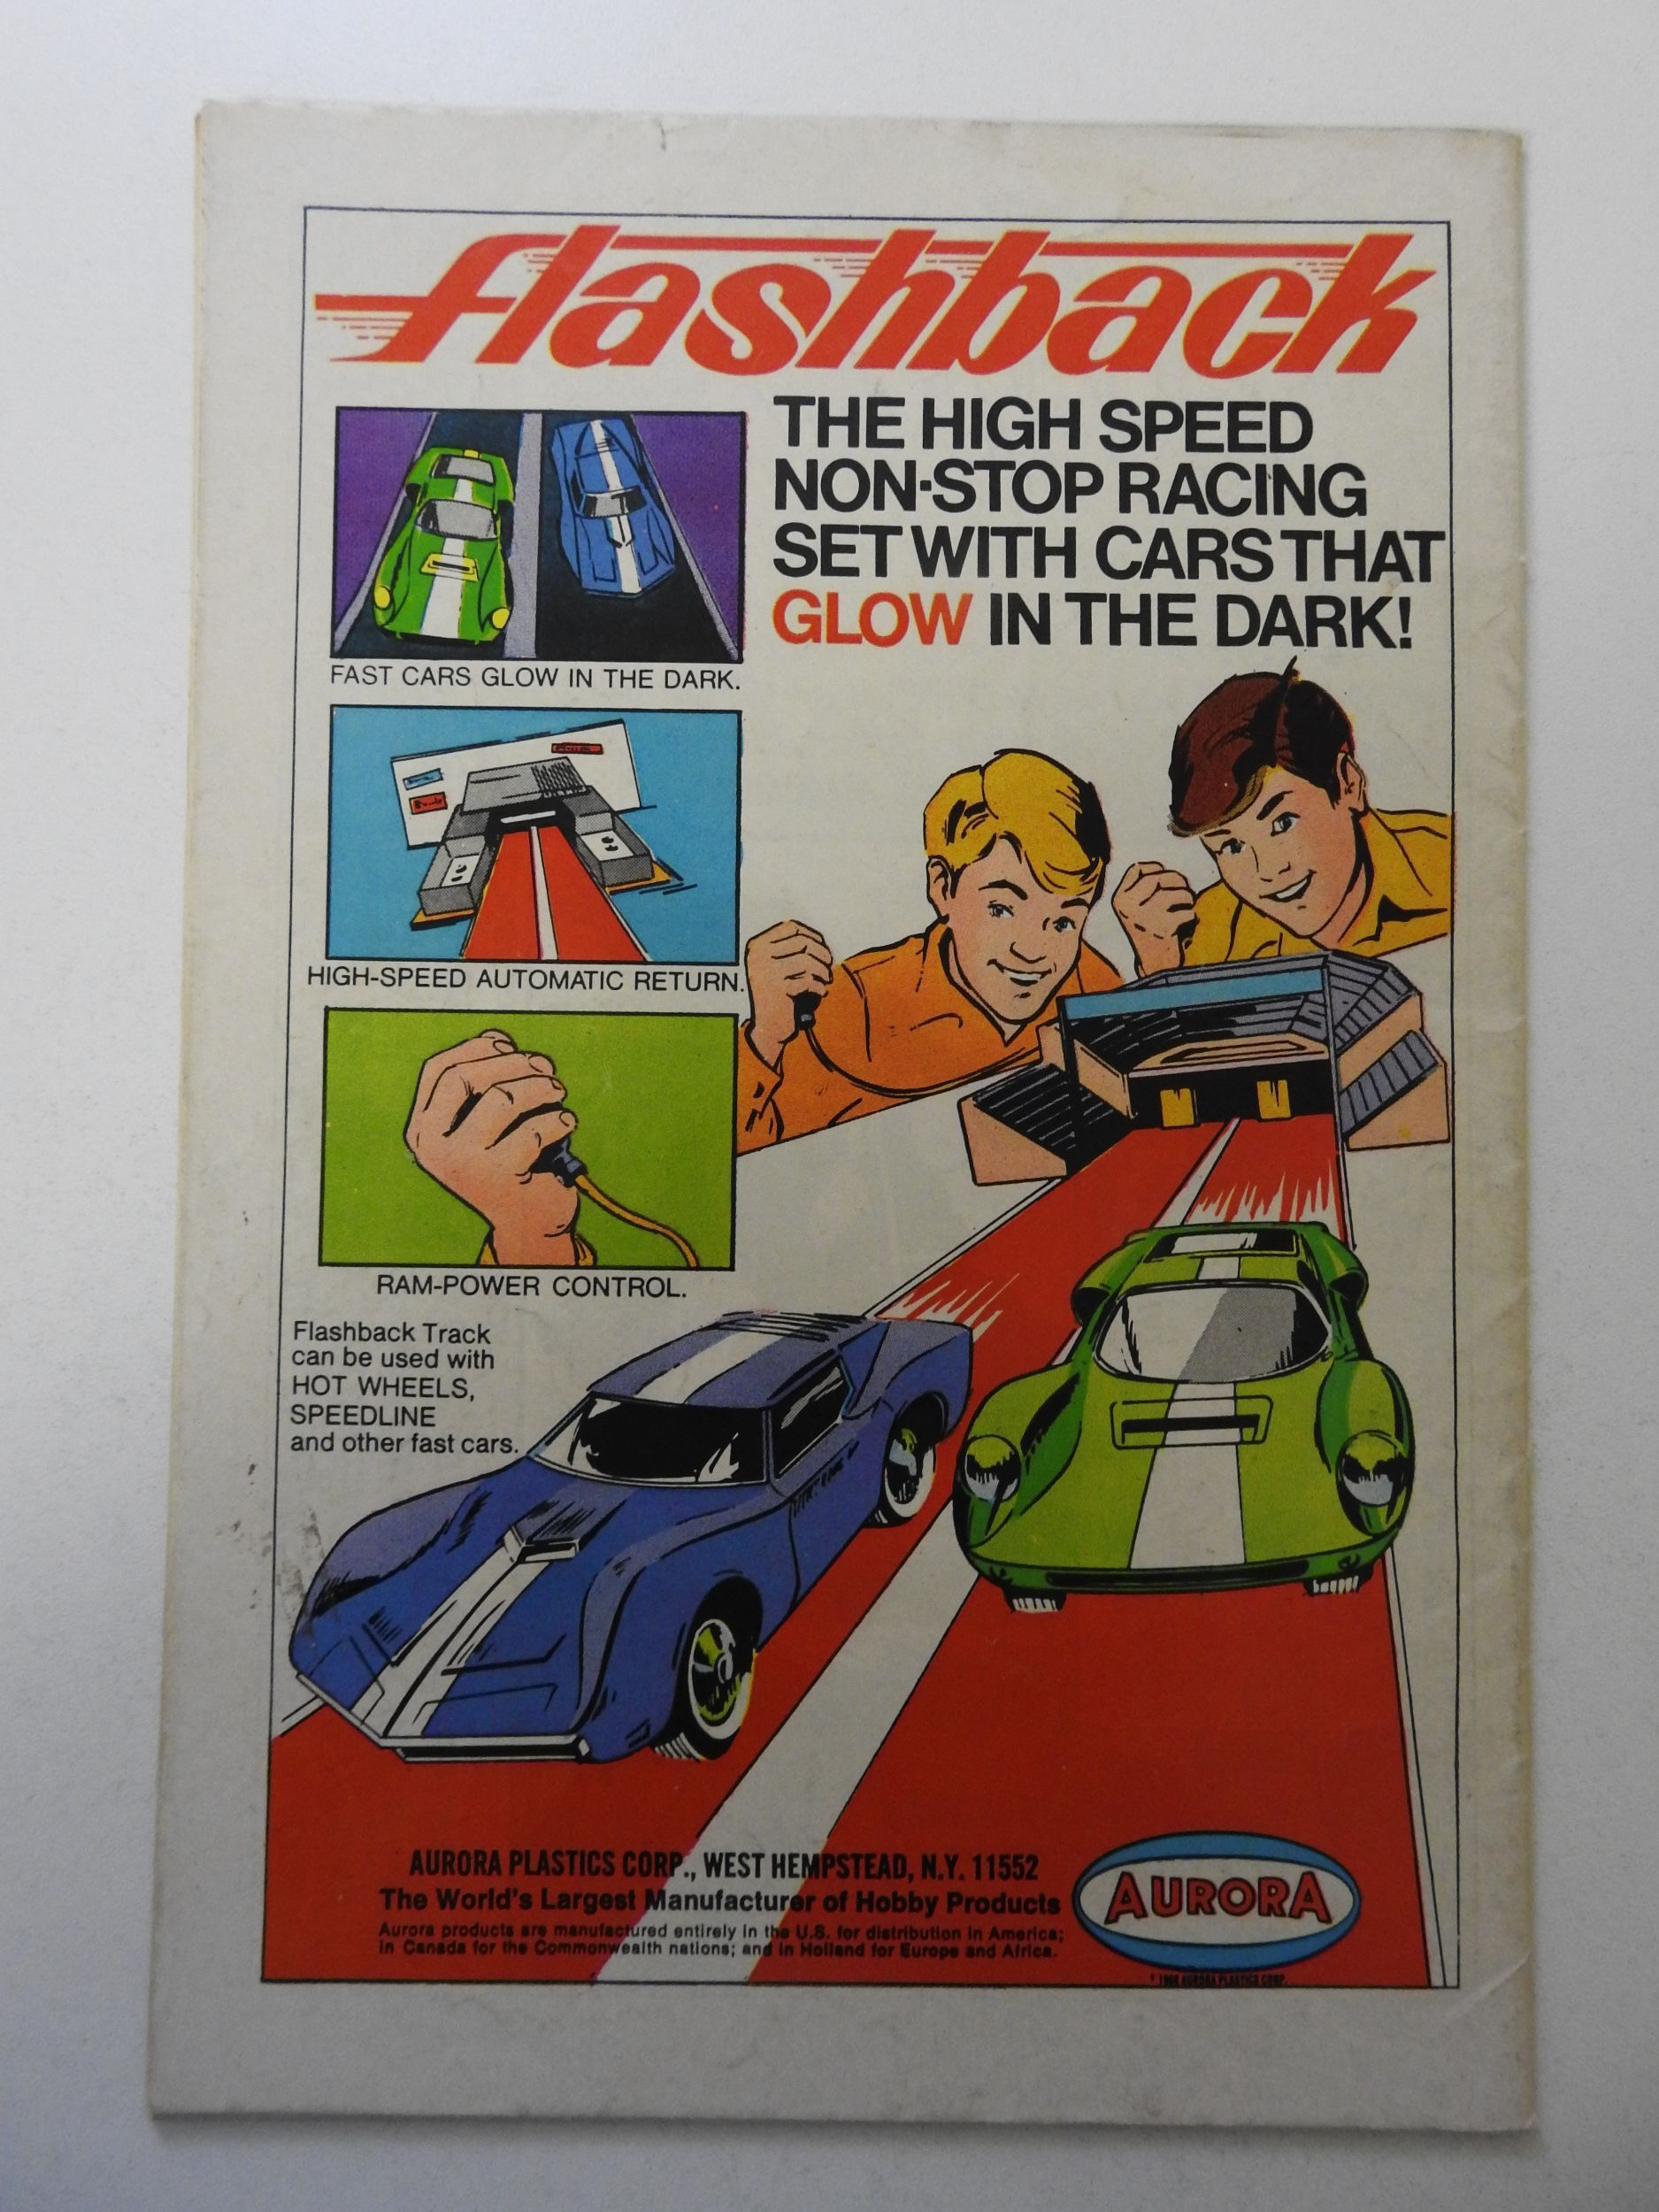 flashback
THE HIGH SPEED
NON-STOP RACING
SET WITH CARS THAT
GLOW IN THE DARK!
FAST CARS GLOW IN THE DARK.
HIGH-SPEED AUTOMATIC RETURN.
RAM-POWER CONTROL.
Flashback Track
can be used with
HOT WHEELS,
SPEEDLINE
and other fast cars.
AURORA PLASTICS CORP., WEST HEMPSTEAD, N.Y. 11552
The World's Largest Manufacturer of Hobby Products
Aurora products are manufactured entirely in the U.S. for distribution in America;
in Canada for the Commonwealth nations; and in Holland for Europe and Africa.
AURORA
AURORA PLASTICS CORP.